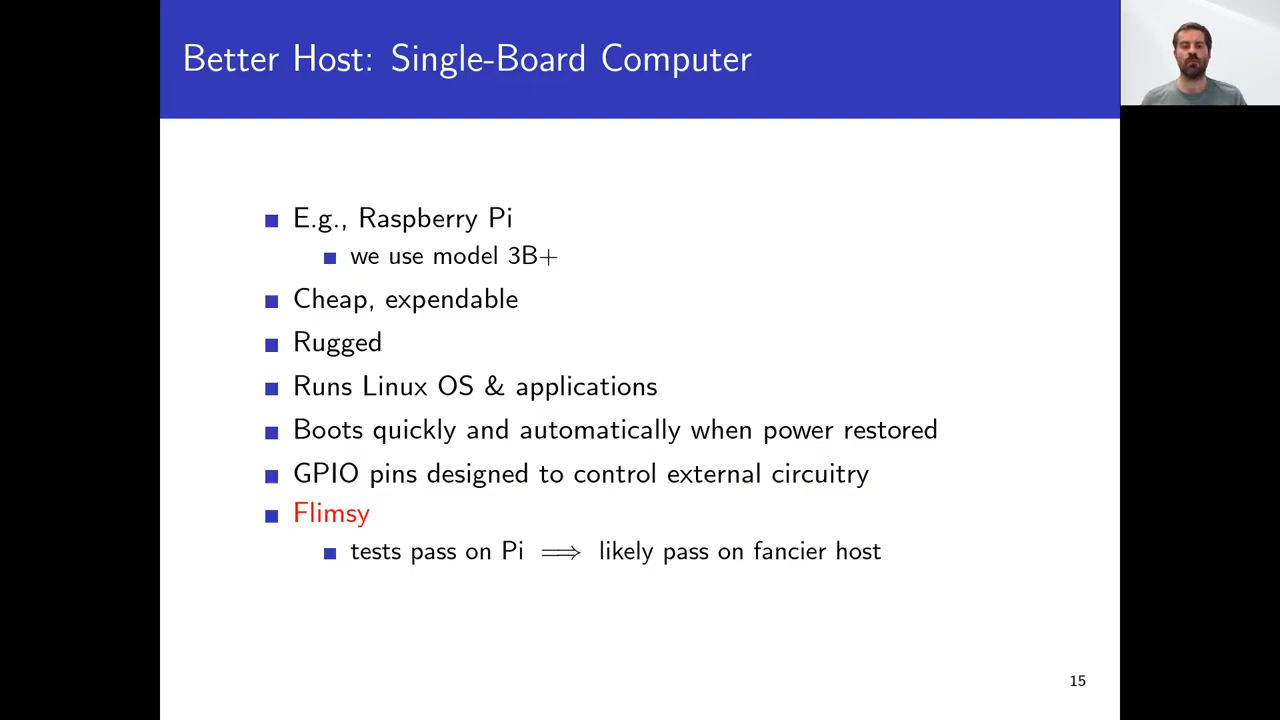 Better Host: Single-Board Computer
E.g., Raspberry Pi
we use model 3B+
Cheap, expendable
Rugged
Runs Linux OS & applications
Boots quickly and automatically when power restored
GPIO pins designed to control external circuitry
Flimsy
tests pass on Pi ⟹ likely pass on fancier host
15